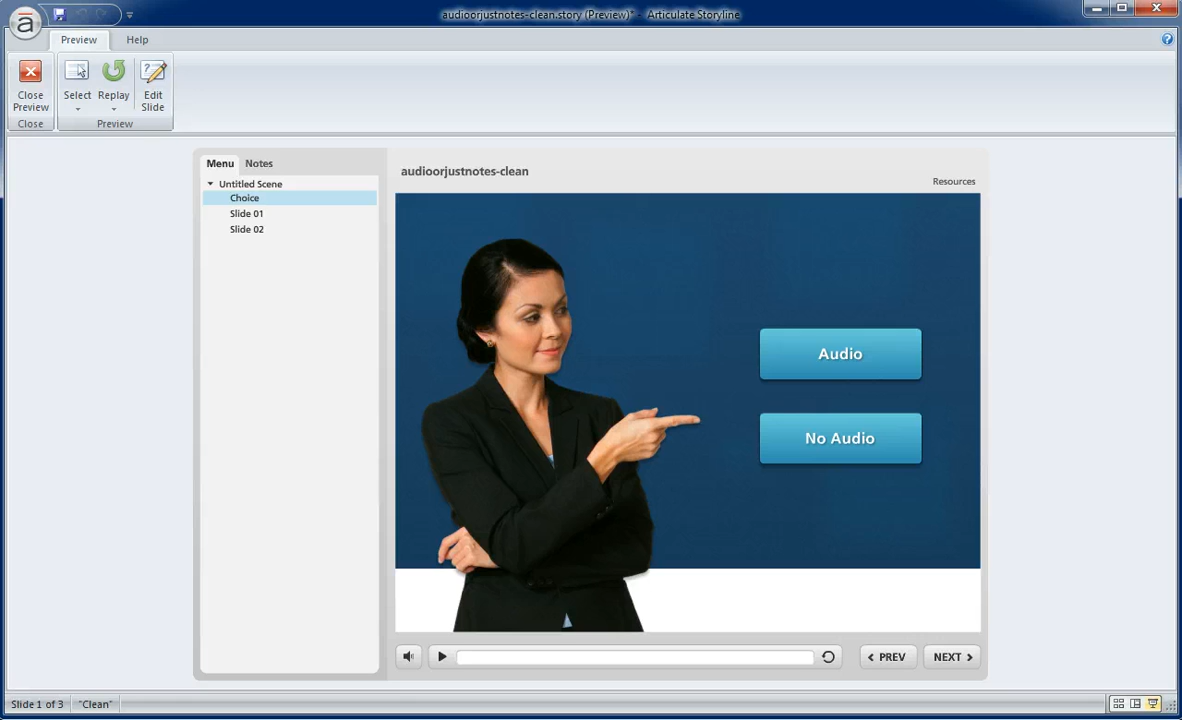 audioorjustnotes-clean.story (Preview)* - Articulate Storyline
Preview
Help
Close Preview
Select
Replay
Edit Slide
Close
Preview
Menu
Notes
audioorjustnotes-clean
Resources
Untitled Scene
Choice
Slide 01
Slide 02
Audio
No Audio
PREV
NEXT
Slide 1 of 3
"Clean"